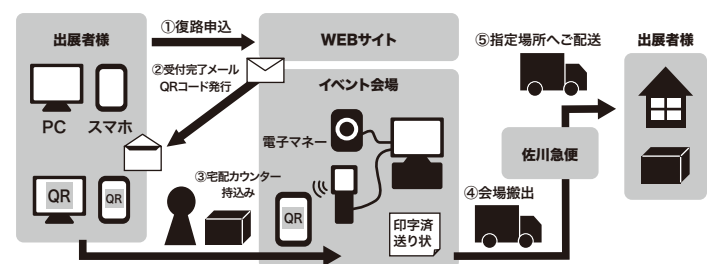 出展者様
①復路申込
WEBサイト
⑤指定場所へご配送
出展者様
②受付完了メール
QRコード発行
イベント会場
PC スマホ
電子マネー
佐川急便
③宅配カウンター
持込み
④会場搬出
QR
QR
QR
印字済
送り状